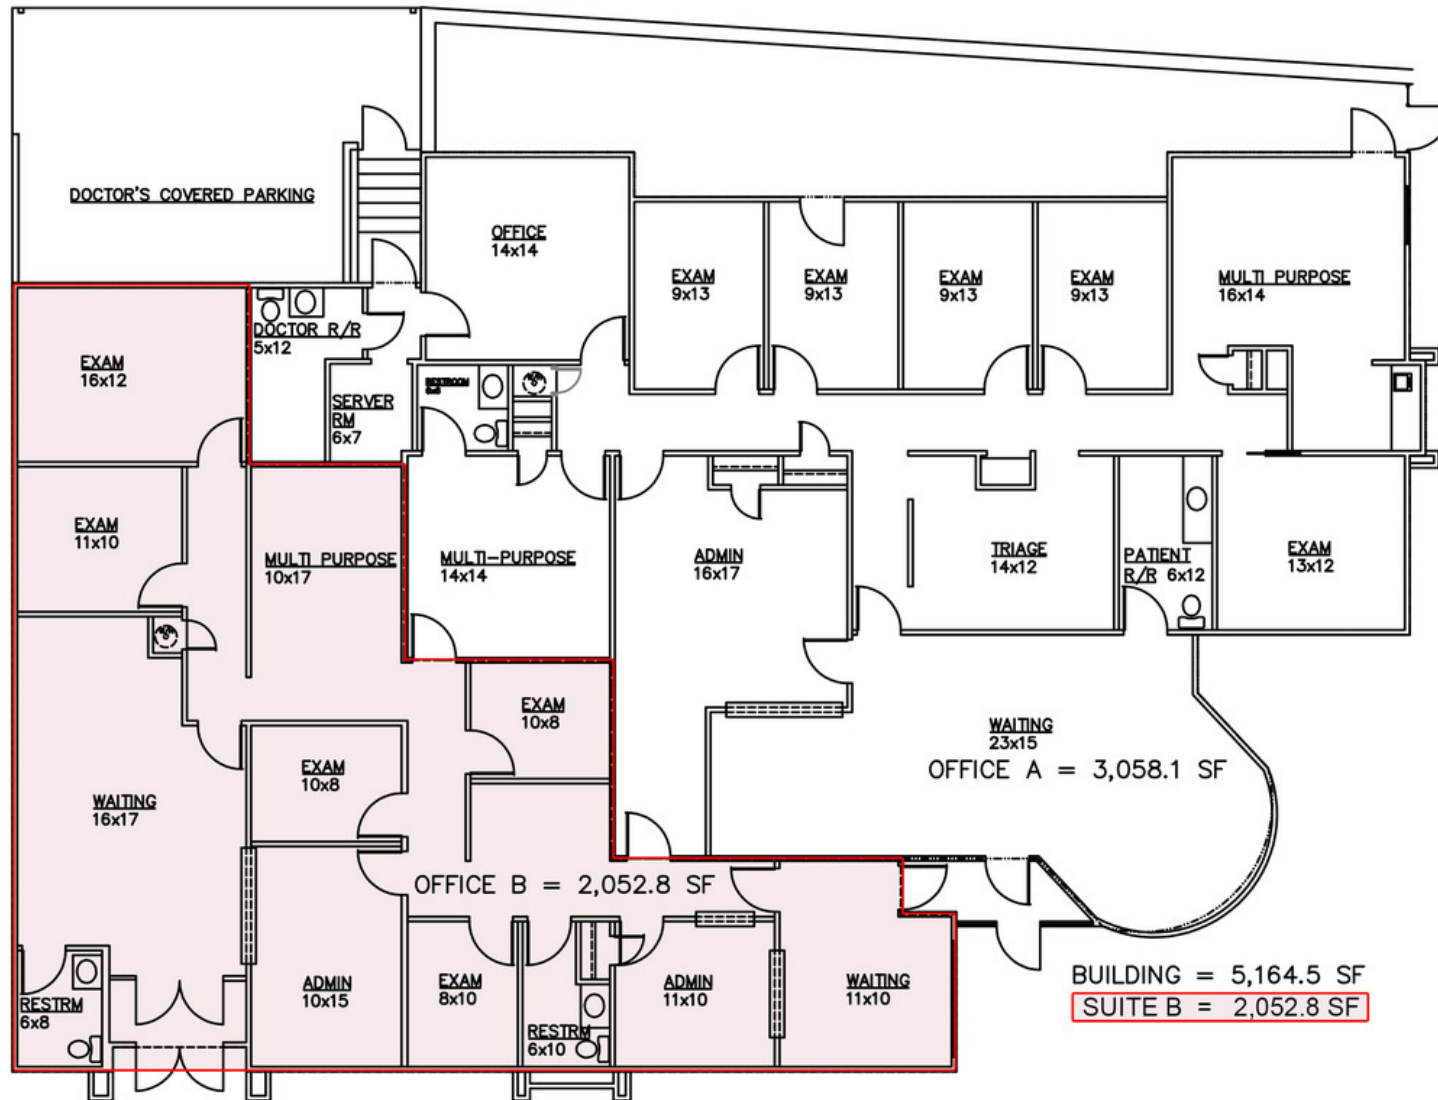 DOCTOR'S COVERED PARKING
OFFICE
14x14
EXAM
9x13
EXAM
9x13
EXAM
9x13
EXAM
9x13
MULTI PURPOSE
16x14
EXAM
16x12
DOCTOR R/R
5x12
SERVER
RM
6x7
RESTROOM
EXAM
11x10
MULTI PURPOSE
10x17
MULTI-PURPOSE
14x14
ADMIN
16x17
TRIAGE
14x12
PATIENT
R/R 6x12
EXAM
13x12
EXAM
10x8
WAITING
23x15
OFFICE A = 3,058.1 SF
EXAM
10x8
WAITING
16x17
OFFICE B = 2,052.8 SF
ADMIN
10x15
EXAM
8x10
RESTRM
6x10
ADMIN
11x10
WAITING
11x10
RESTRM
6x8
BUILDING = 5,164.5 SF
SUITE B = 2,052.8 SF